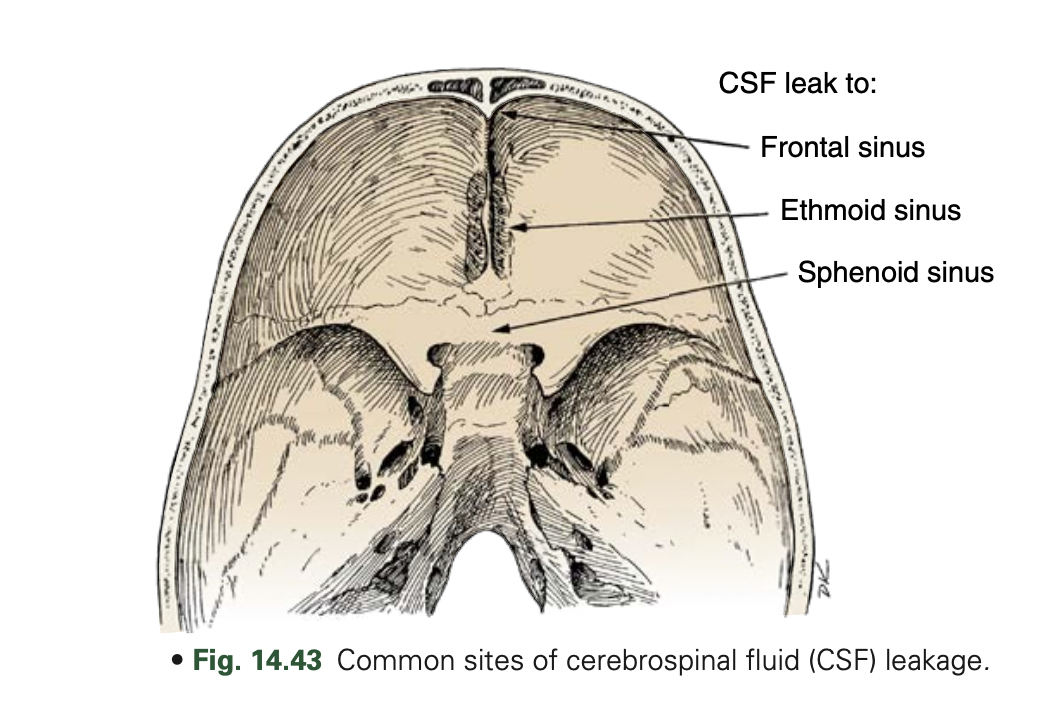 CSF leak to:
Frontal sinus
Ethmoid sinus
Sphenoid sinus
DK
• Fig. 14.43 Common sites of cerebrospinal fluid (CSF) leakage.